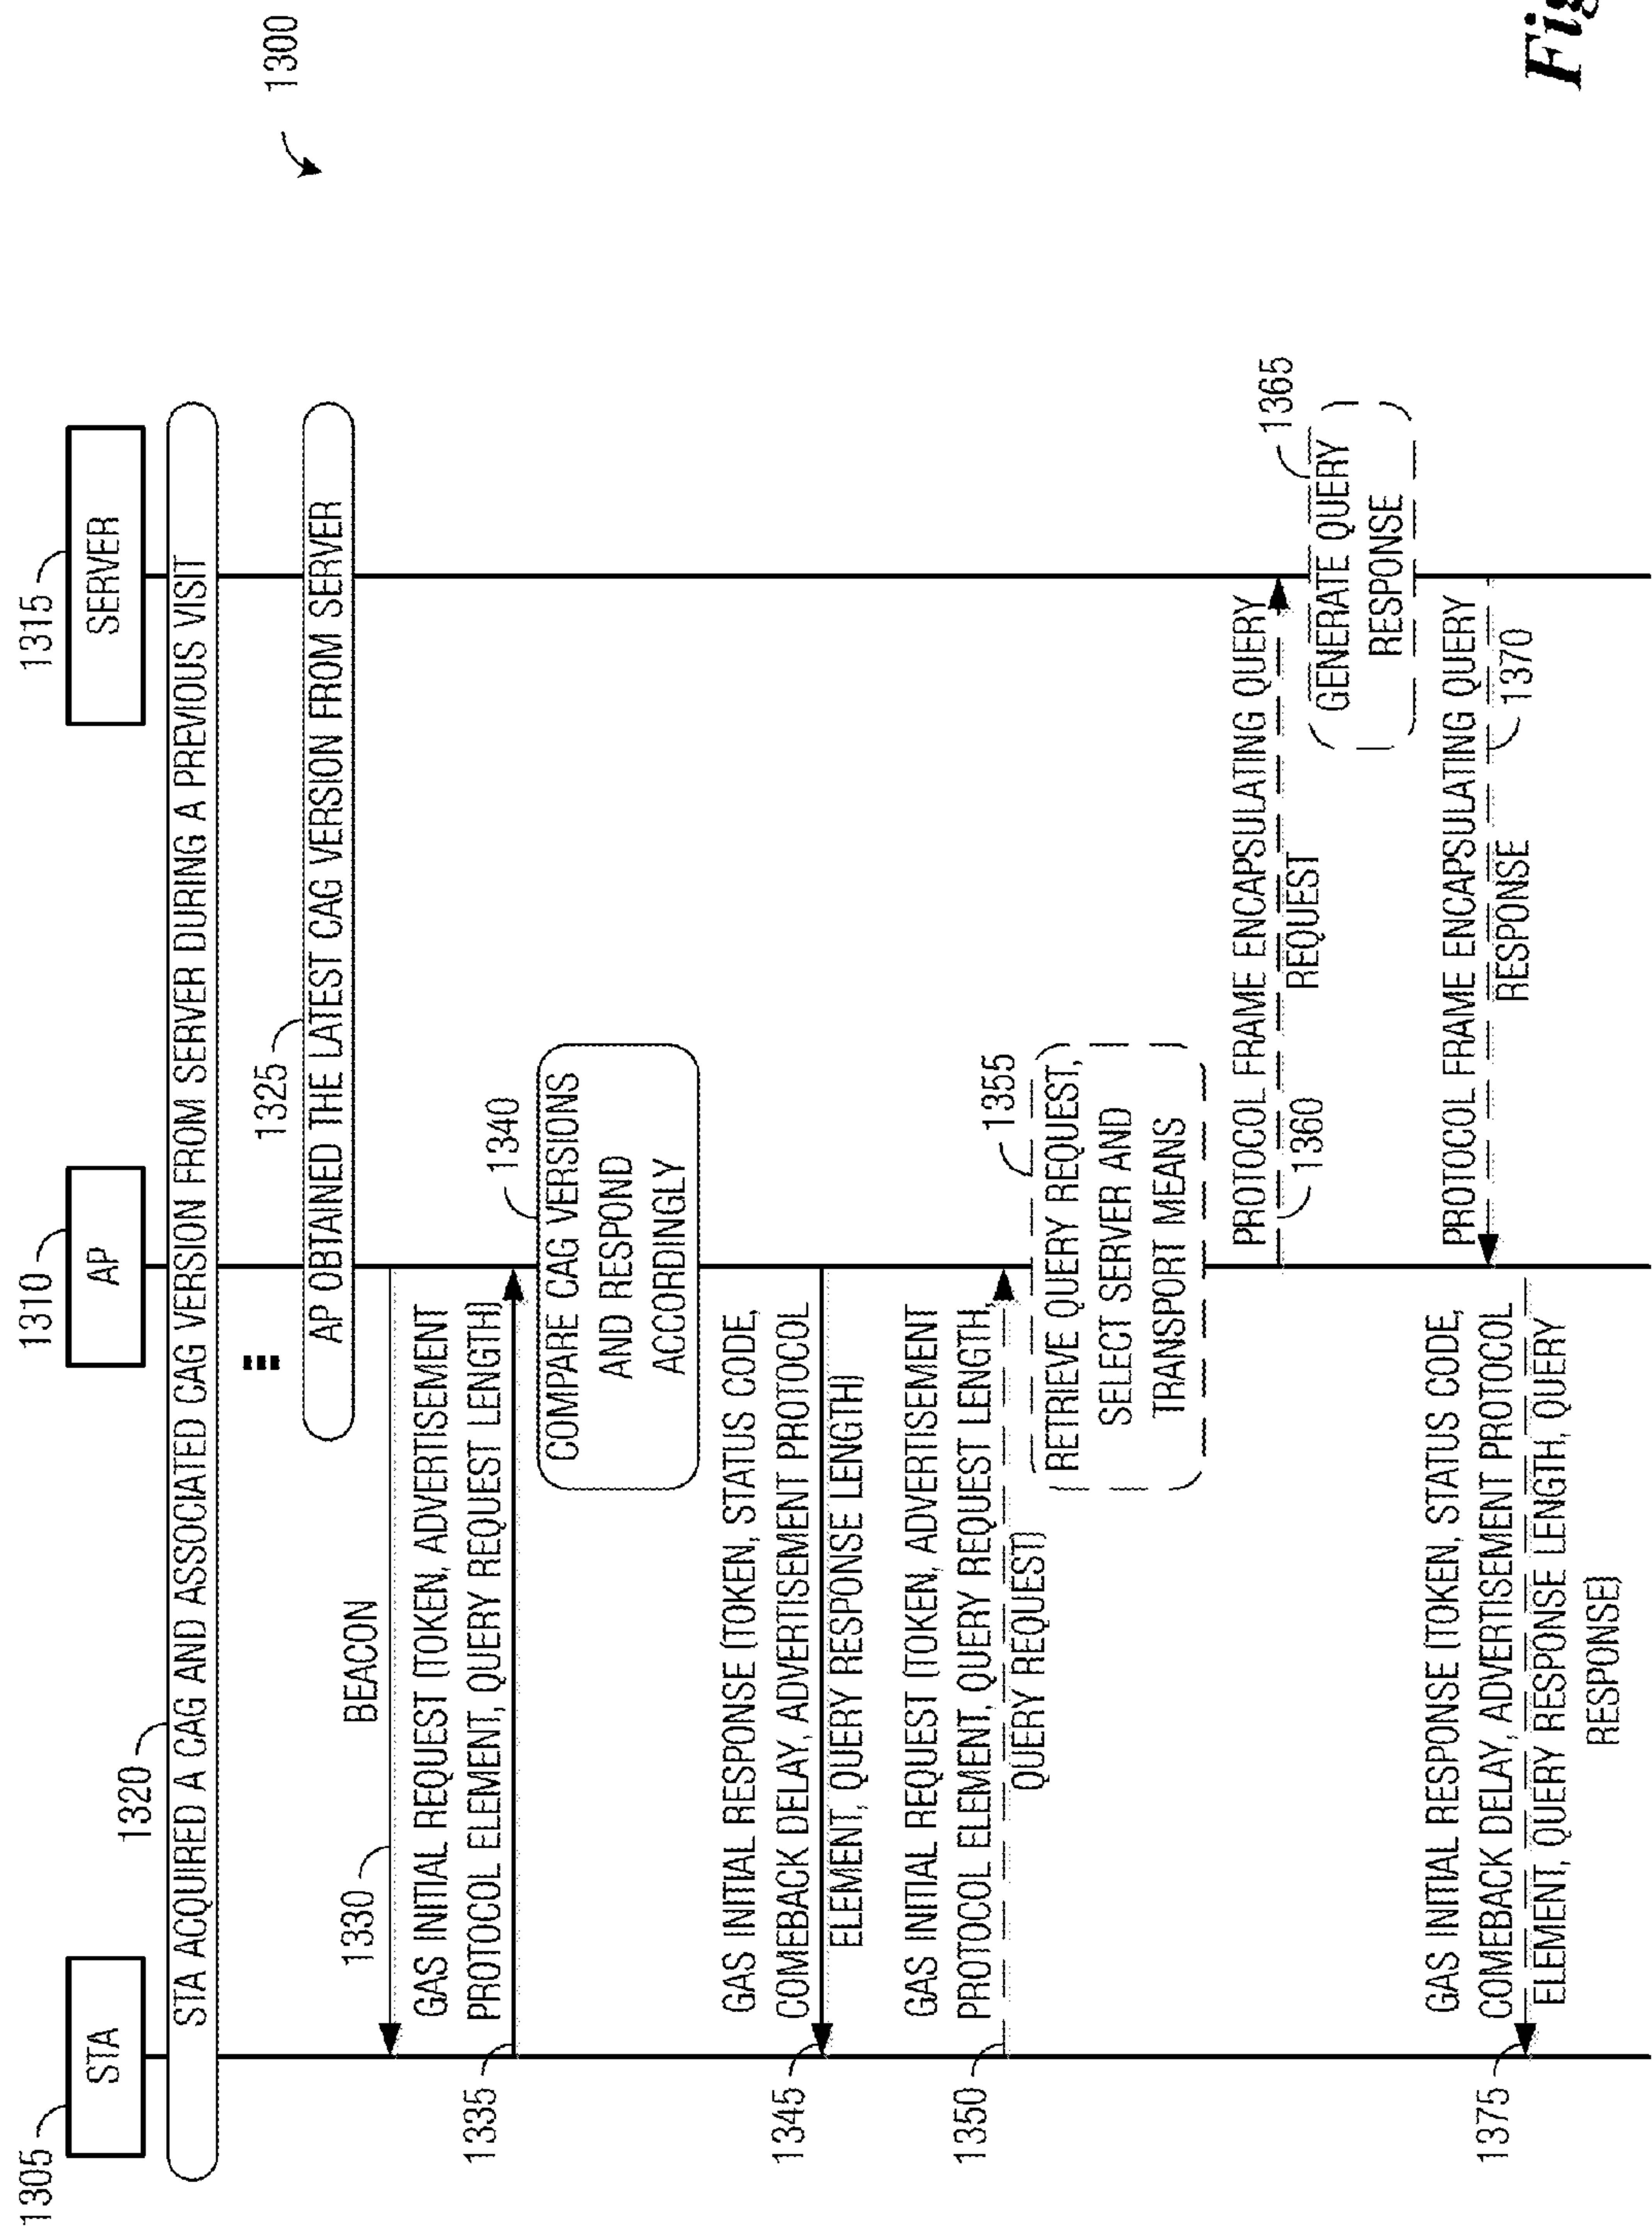 1300
1305
STA
1310
AP
1315
SERVER
1320
STA ACQUIRED A CAG AND ASSOCIATED CAG VERSION FROM SERVER DURING A PREVIOUS VISIT
1325
AP OBTAINED THE LATEST CAG VERSION FROM SERVER
1330
BEACON
1335
GAS INITIAL REQUEST (TOKEN, ADVERTISEMENT
PROTOCOL ELEMENT, QUERY REQUEST LENGTH)
1340
COMPARE CAG VERSIONS
AND RESPOND
ACCORDINGLY
1345
GAS INITIAL RESPONSE (TOKEN, STATUS CODE,
COMEBACK DELAY, ADVERTISEMENT PROTOCOL
ELEMENT, QUERY RESPONSE LENGTH)
1350
GAS INITIAL REQUEST (TOKEN, ADVERTISEMENT
PROTOCOL ELEMENT, QUERY REQUEST LENGTH,
QUERY REQUEST)
1355
RETRIEVE QUERY REQUEST,
SELECT SERVER AND
TRANSPORT MEANS
1360
PROTOCOL FRAME ENCAPSULATING QUERY
REQUEST
1365
GENERATE QUERY
RESPONSE
1370
PROTOCOL FRAME ENCAPSULATING QUERY
RESPONSE
1375
GAS INITIAL RESPONSE (TOKEN, STATUS CODE,
COMEBACK DELAY, ADVERTISEMENT PROTOCOL
ELEMENT, QUERY RESPONSE LENGTH, QUERY
RESPONSE)